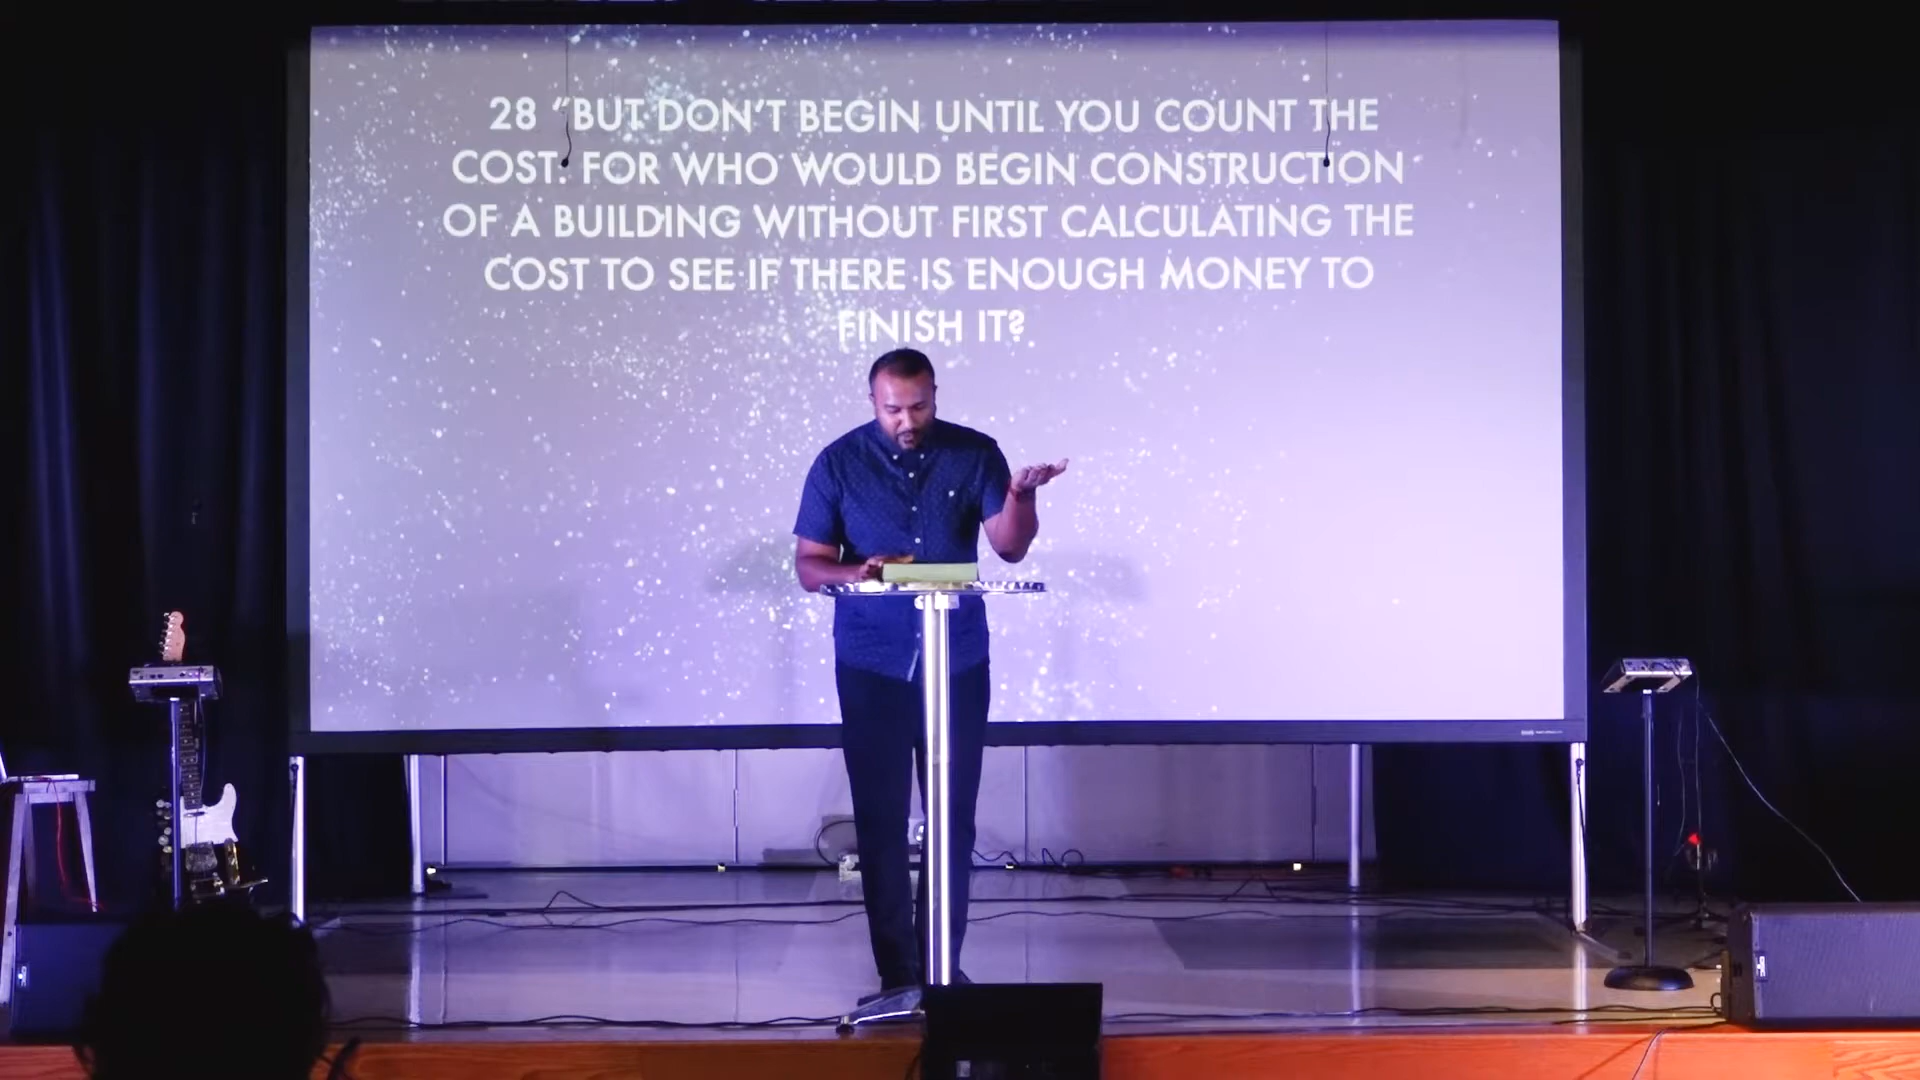 28 “BUT DON’T BEGIN UNTIL YOU COUNT THE
COST. FOR WHO WOULD BEGIN CONSTRUCTION
OF A BUILDING WITHOUT FIRST CALCULATING THE
COST TO SEE IF THERE IS ENOUGH MONEY TO
FINISH IT?